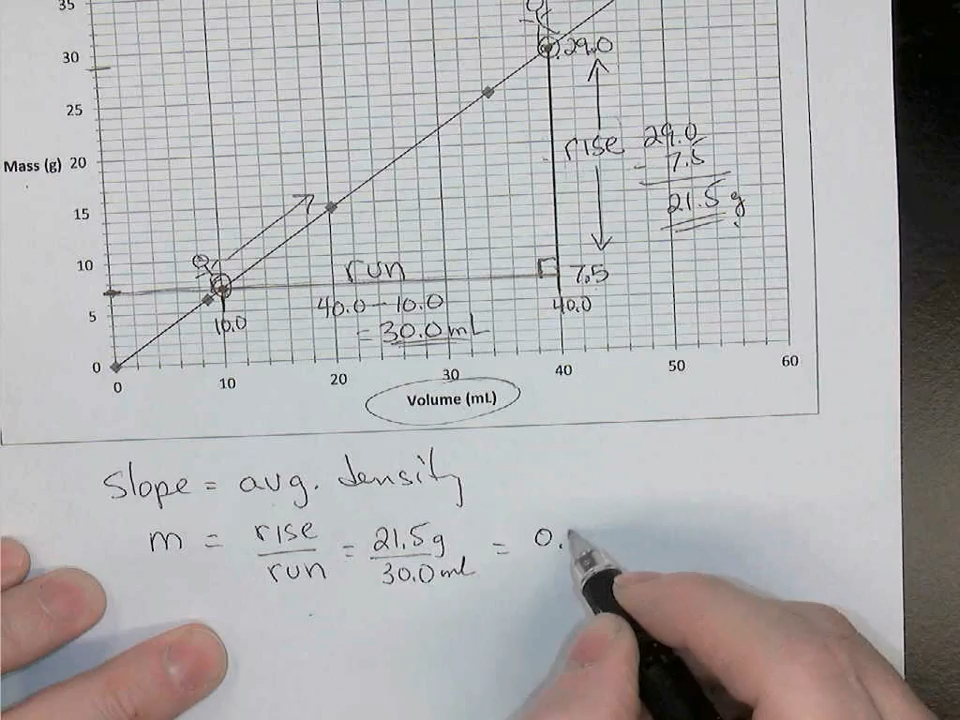 35
29.0
30
25
rise 29.0
- 7.5
21.5 g
Mass (g) 20
15
10
run
7.5
40.0 - 10.0
40.0
5
10.0
= 30.0 mL
0
0 10 20 30 40 50 60
Volume (mL)
slope = avg. density
m = rise / run = 21.5g / 30.0 ml = 0.